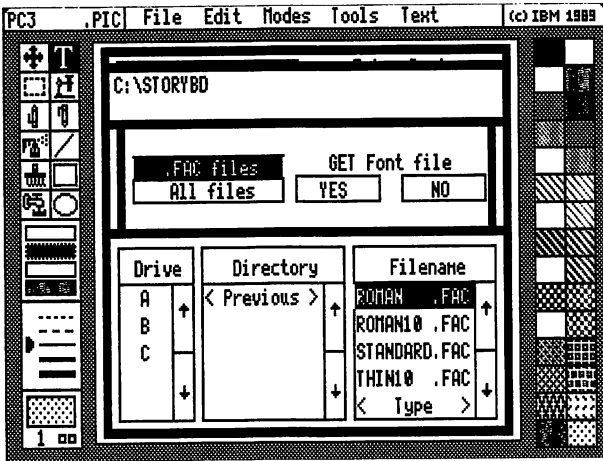 PC3 .PIC File Edit Modes Tools Text (c) IBM 1989
T
C:\STORYBD
.FAC files GET Font file
All files YES NO
Drive Directory Filename
A < Previous > ROMAN .FAC
B ROMAN10 .FAC
C STANDARD.FAC
THIN10 .FAC
< Type >
1